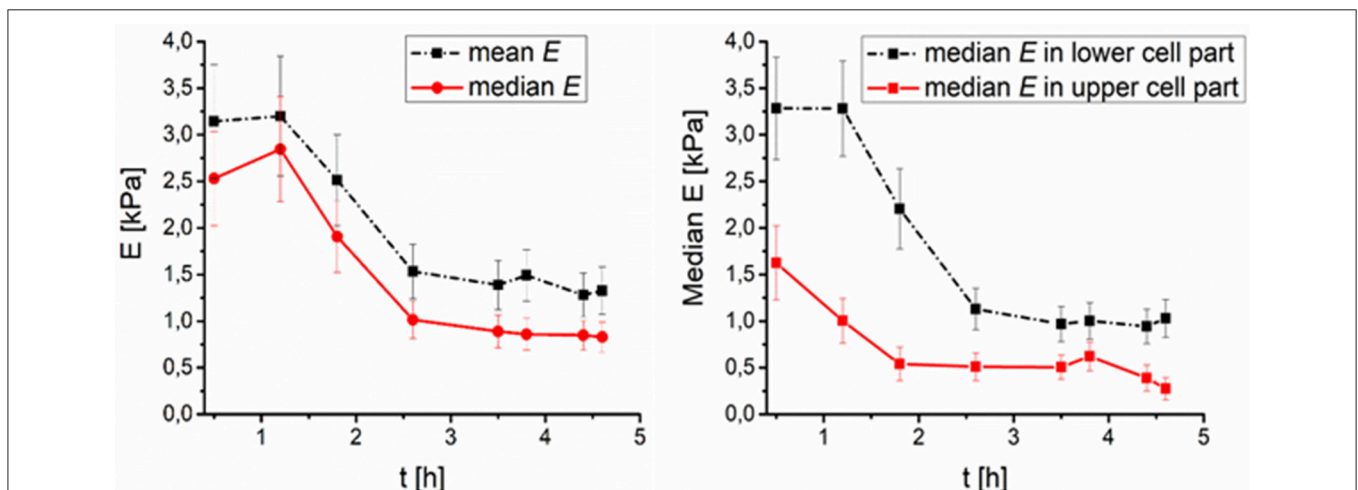 mean E
median E
4,0
3,5
3,0
2,5
2,0
1,5
1,0
0,5
0,0
E [kPa]
1 2 3 4 5
t [h]
median E in lower cell part
median E in upper cell part
4,0
3,5
3,0
2,5
2,0
1,5
1,0
0,5
0,0
Median E [kPa]
1 2 3 4 5
t [h]